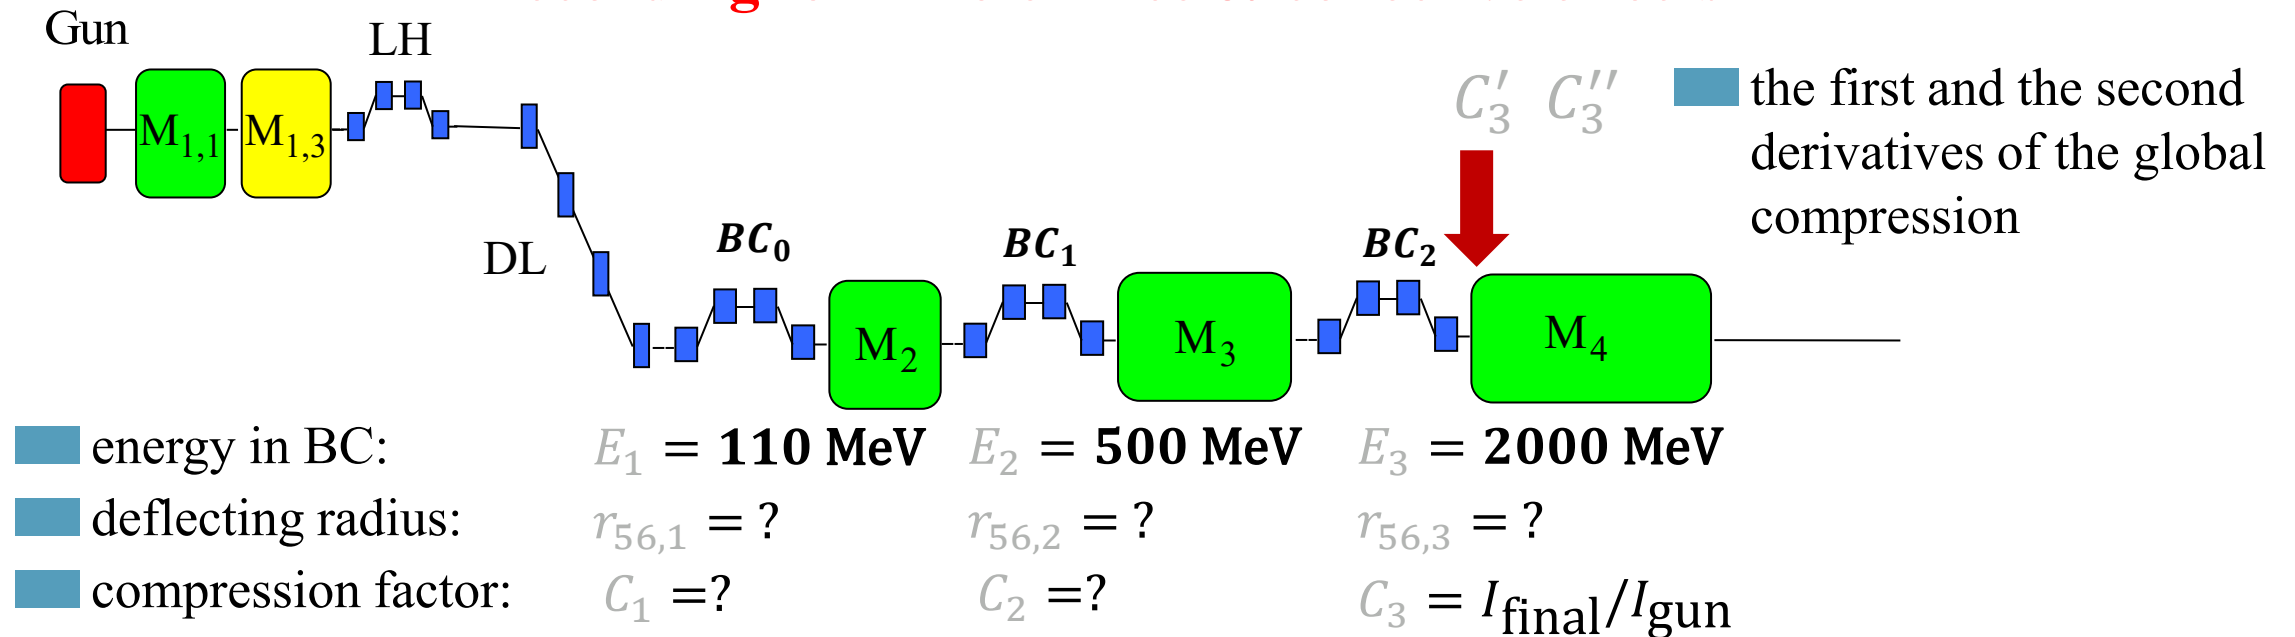 Gun
LH
M1,1
M1,3
C′3 C″3
the first and the second
derivatives of the global
compression
DL
BC0
BC1
BC2
M2
M3
M4
energy in BC: E1 = 110 MeV E2 = 500 MeV E3 = 2000 MeV
deflecting radius: r56,1 = ? r56,2 = ? r56,3 = ?
compression factor: C1 =? C2 =? C3 = Ifinal/Igun